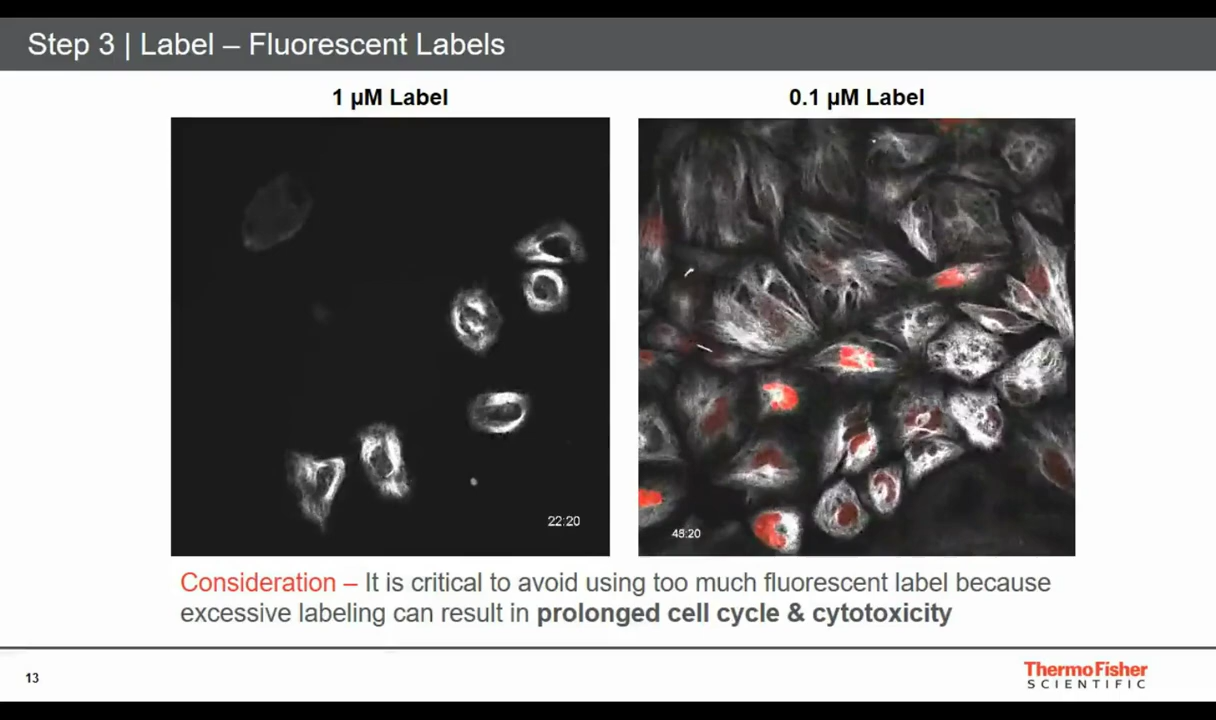 Step 3 | Label – Fluorescent Labels
1 µM Label
0.1 µM Label
22:20
48:20
Consideration – It is critical to avoid using too much fluorescent label because
excessive labeling can result in prolonged cell cycle & cytotoxicity
13
ThermoFisher
SCIENTIFIC